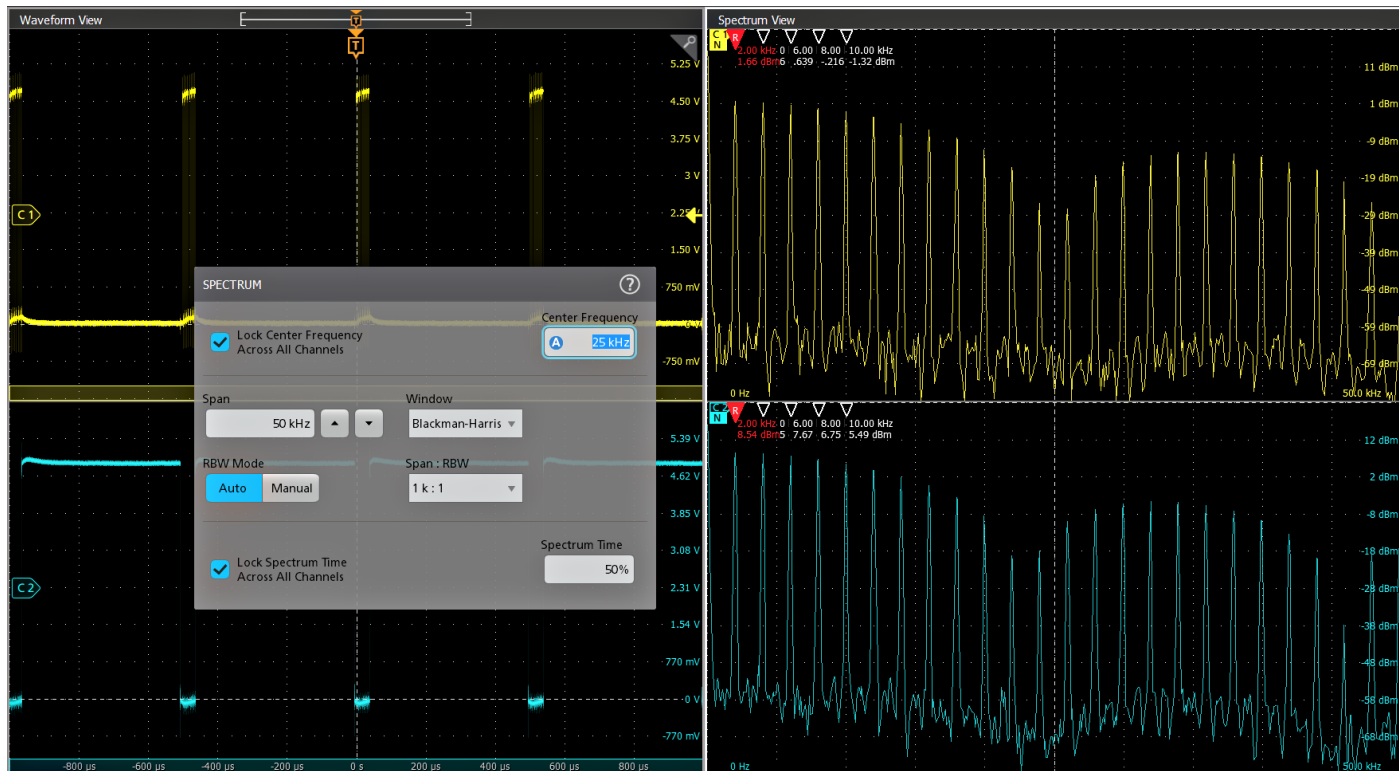 Waveform View
T
T
5.25 V
4.50 V
3.75 V
3 V
C 1
2.25 V
1.50 V
750 mV
0 V
-750 mV
SPECTRUM
?
Lock Center Frequency
Across All Channels
Center Frequency
A 25 kHz
Span
50 kHz
Window
Blackman-Harris
RBW Mode
Auto Manual
Span : RBW
1 k : 1
Lock Spectrum Time
Across All Channels
Spectrum Time
50%
5.39 V
4.62 V
3.85 V
3.08 V
C 2
2.31 V
1.54 V
770 mV
0 V
-770 mV
-800 µs -600 µs -400 µs -200 µs 0 s 200 µs 400 µs 600 µs 800 µs
Spectrum View
C 1
N
R
2.00 kHz 0 6.00 8.00 10.00 kHz
1.66 dBm 6 .639 -.216 -1.32 dBm
11 dBm
1 dBm
-9 dBm
-19 dBm
-29 dBm
-39 dBm
-49 dBm
-59 dBm
-69 dBm
0 Hz 50.0 kHz
C 2
N
R
2.00 kHz 0 6.00 8.00 10.00 kHz
8.54 dBm 5 7.67 6.75 5.49 dBm
12 dBm
2 dBm
-8 dBm
-18 dBm
-28 dBm
-38 dBm
-48 dBm
-58 dBm
-68 dBm
0 Hz 50.0 kHz